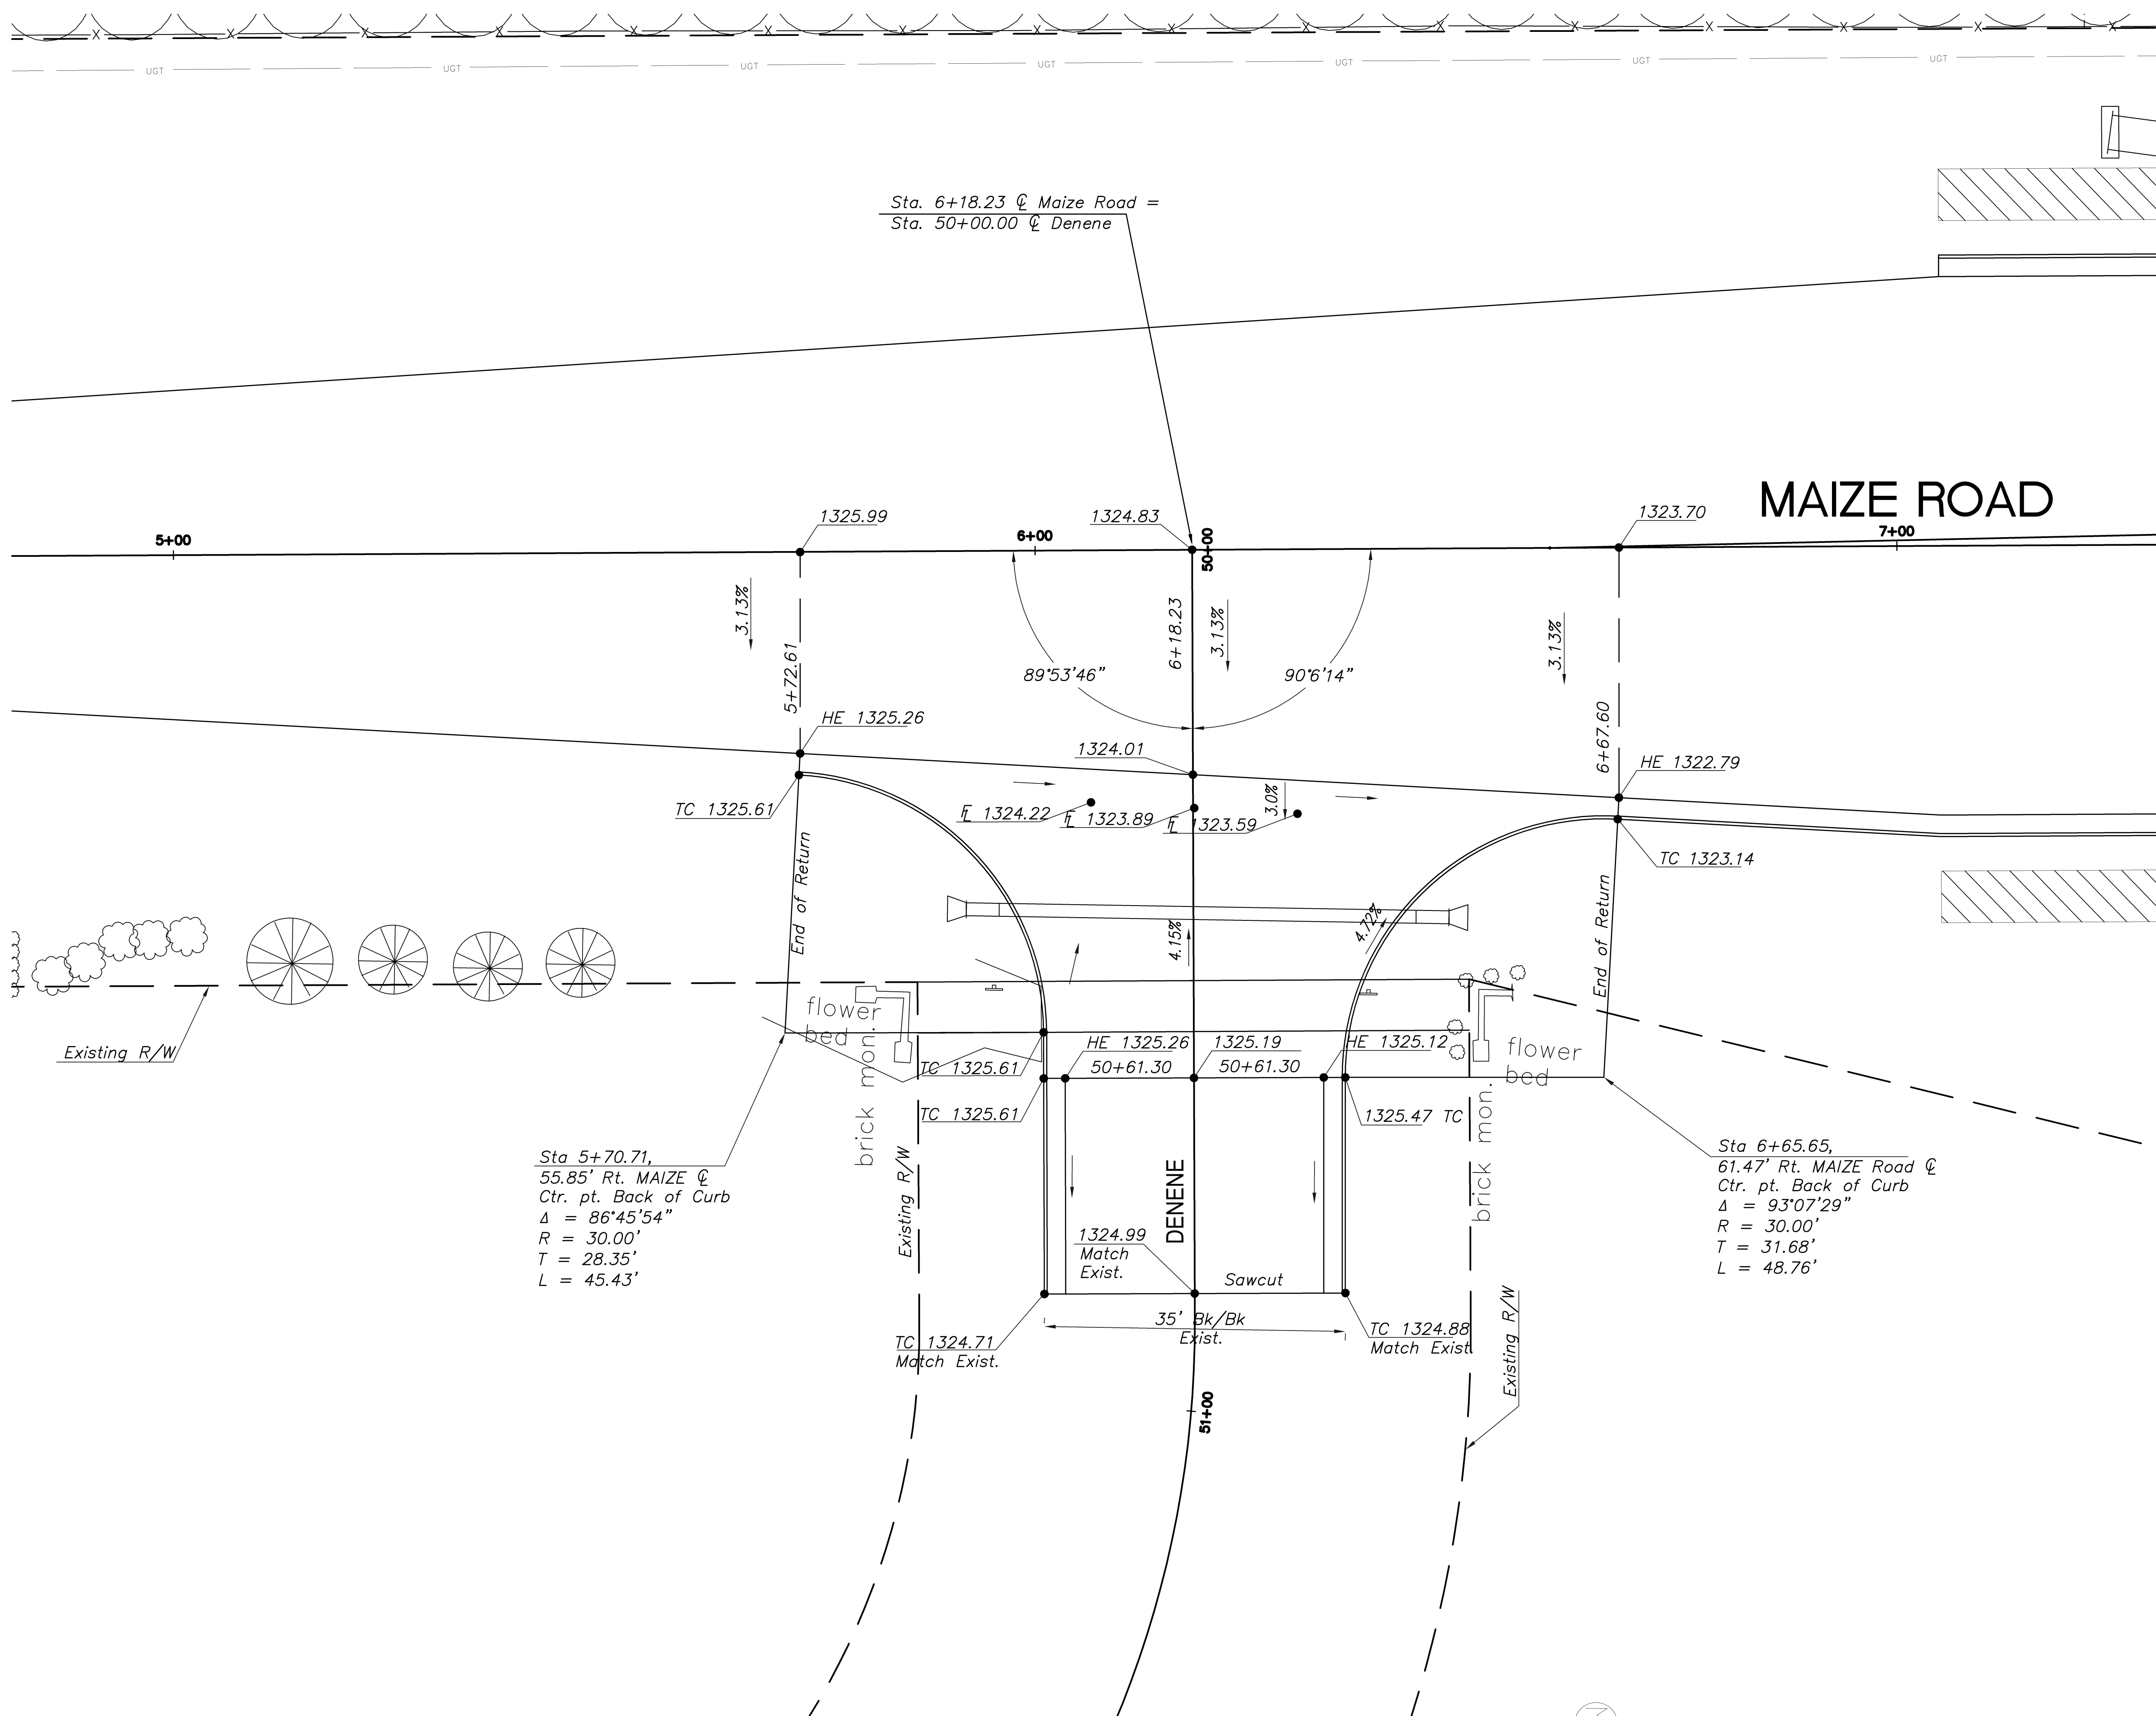 UGT
UGT
UGT
UGT
UGT
UGT
UGT
Sta. 6+18.23 ℄ Maize Road =
Sta. 50+00.00 ℄ Denene
MAIZE ROAD
5+00
1325.99
6+00
1324.83
50+00
1323.70
7+00
3.13%
5+72.61
6+18.23
3.13%
3.13%
6+67.60
89°53'46"
90°6'14"
HE 1325.26
1324.01
HE 1322.79
TC 1325.61
FL 1324.22
FL 1323.89
FL 1323.59
3.0%
TC 1323.14
End of Return
4.15%
4.72%
End of Return
flower
bed
brick mon.
flower
bed
brick mon.
Existing R/W
TC 1325.61
HE 1325.26
1325.19
HE 1325.12
50+61.30
50+61.30
TC 1325.61
1325.47 TC
Sta 5+70.71,
55.85' Rt. MAIZE ℄
Ctr. pt. Back of Curb
Δ = 86°45'54"
R = 30.00'
T = 28.35'
L = 45.43'
Existing R/W
DENENE
1324.99
Match
Exist.
Sawcut
Sta 6+65.65,
61.47' Rt. MAIZE Road ℄
Ctr. pt. Back of Curb
Δ = 93°07'29"
R = 30.00'
T = 31.68'
L = 48.76'
35' Bk/Bk
Exist.
TC 1324.71
Match Exist.
TC 1324.88
Match Exist.
Existing R/W
51+00